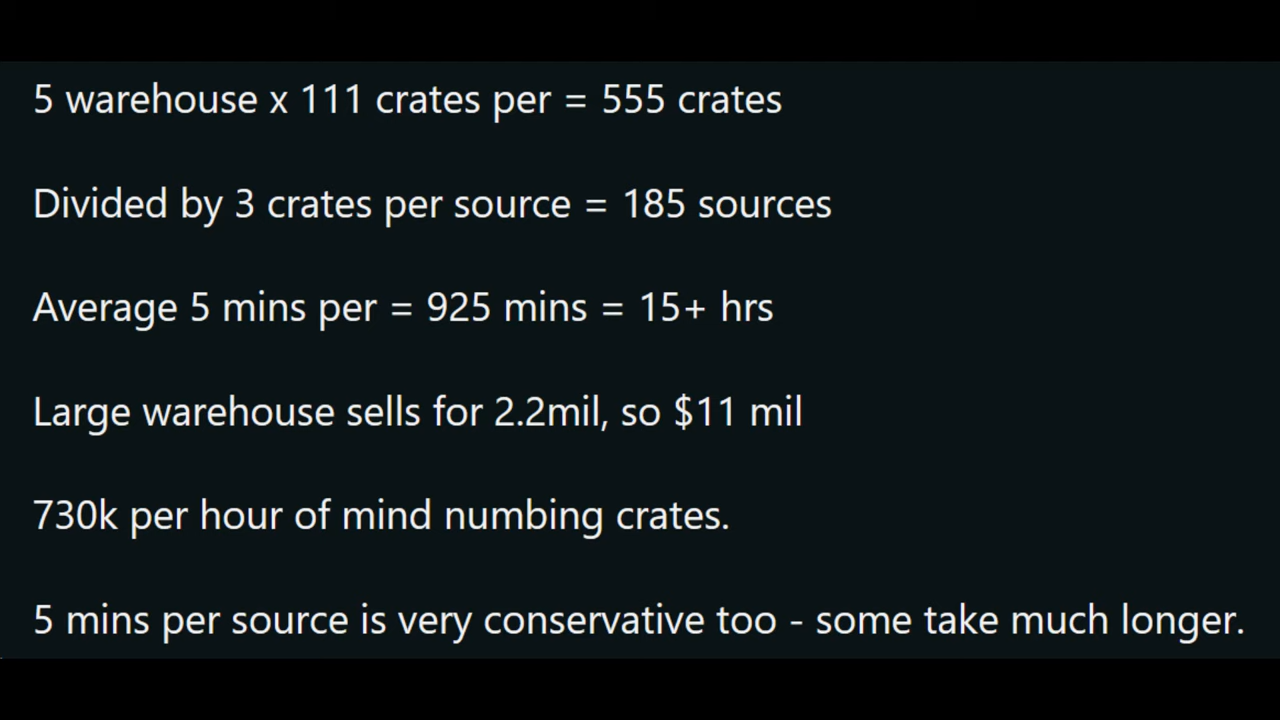 5 warehouse x 111 crates per = 555 crates
Divided by 3 crates per source = 185 sources
Average 5 mins per = 925 mins = 15+ hrs
Large warehouse sells for 2.2mil, so $11 mil
730k per hour of mind numbing crates.
5 mins per source is very conservative too - some take much longer.